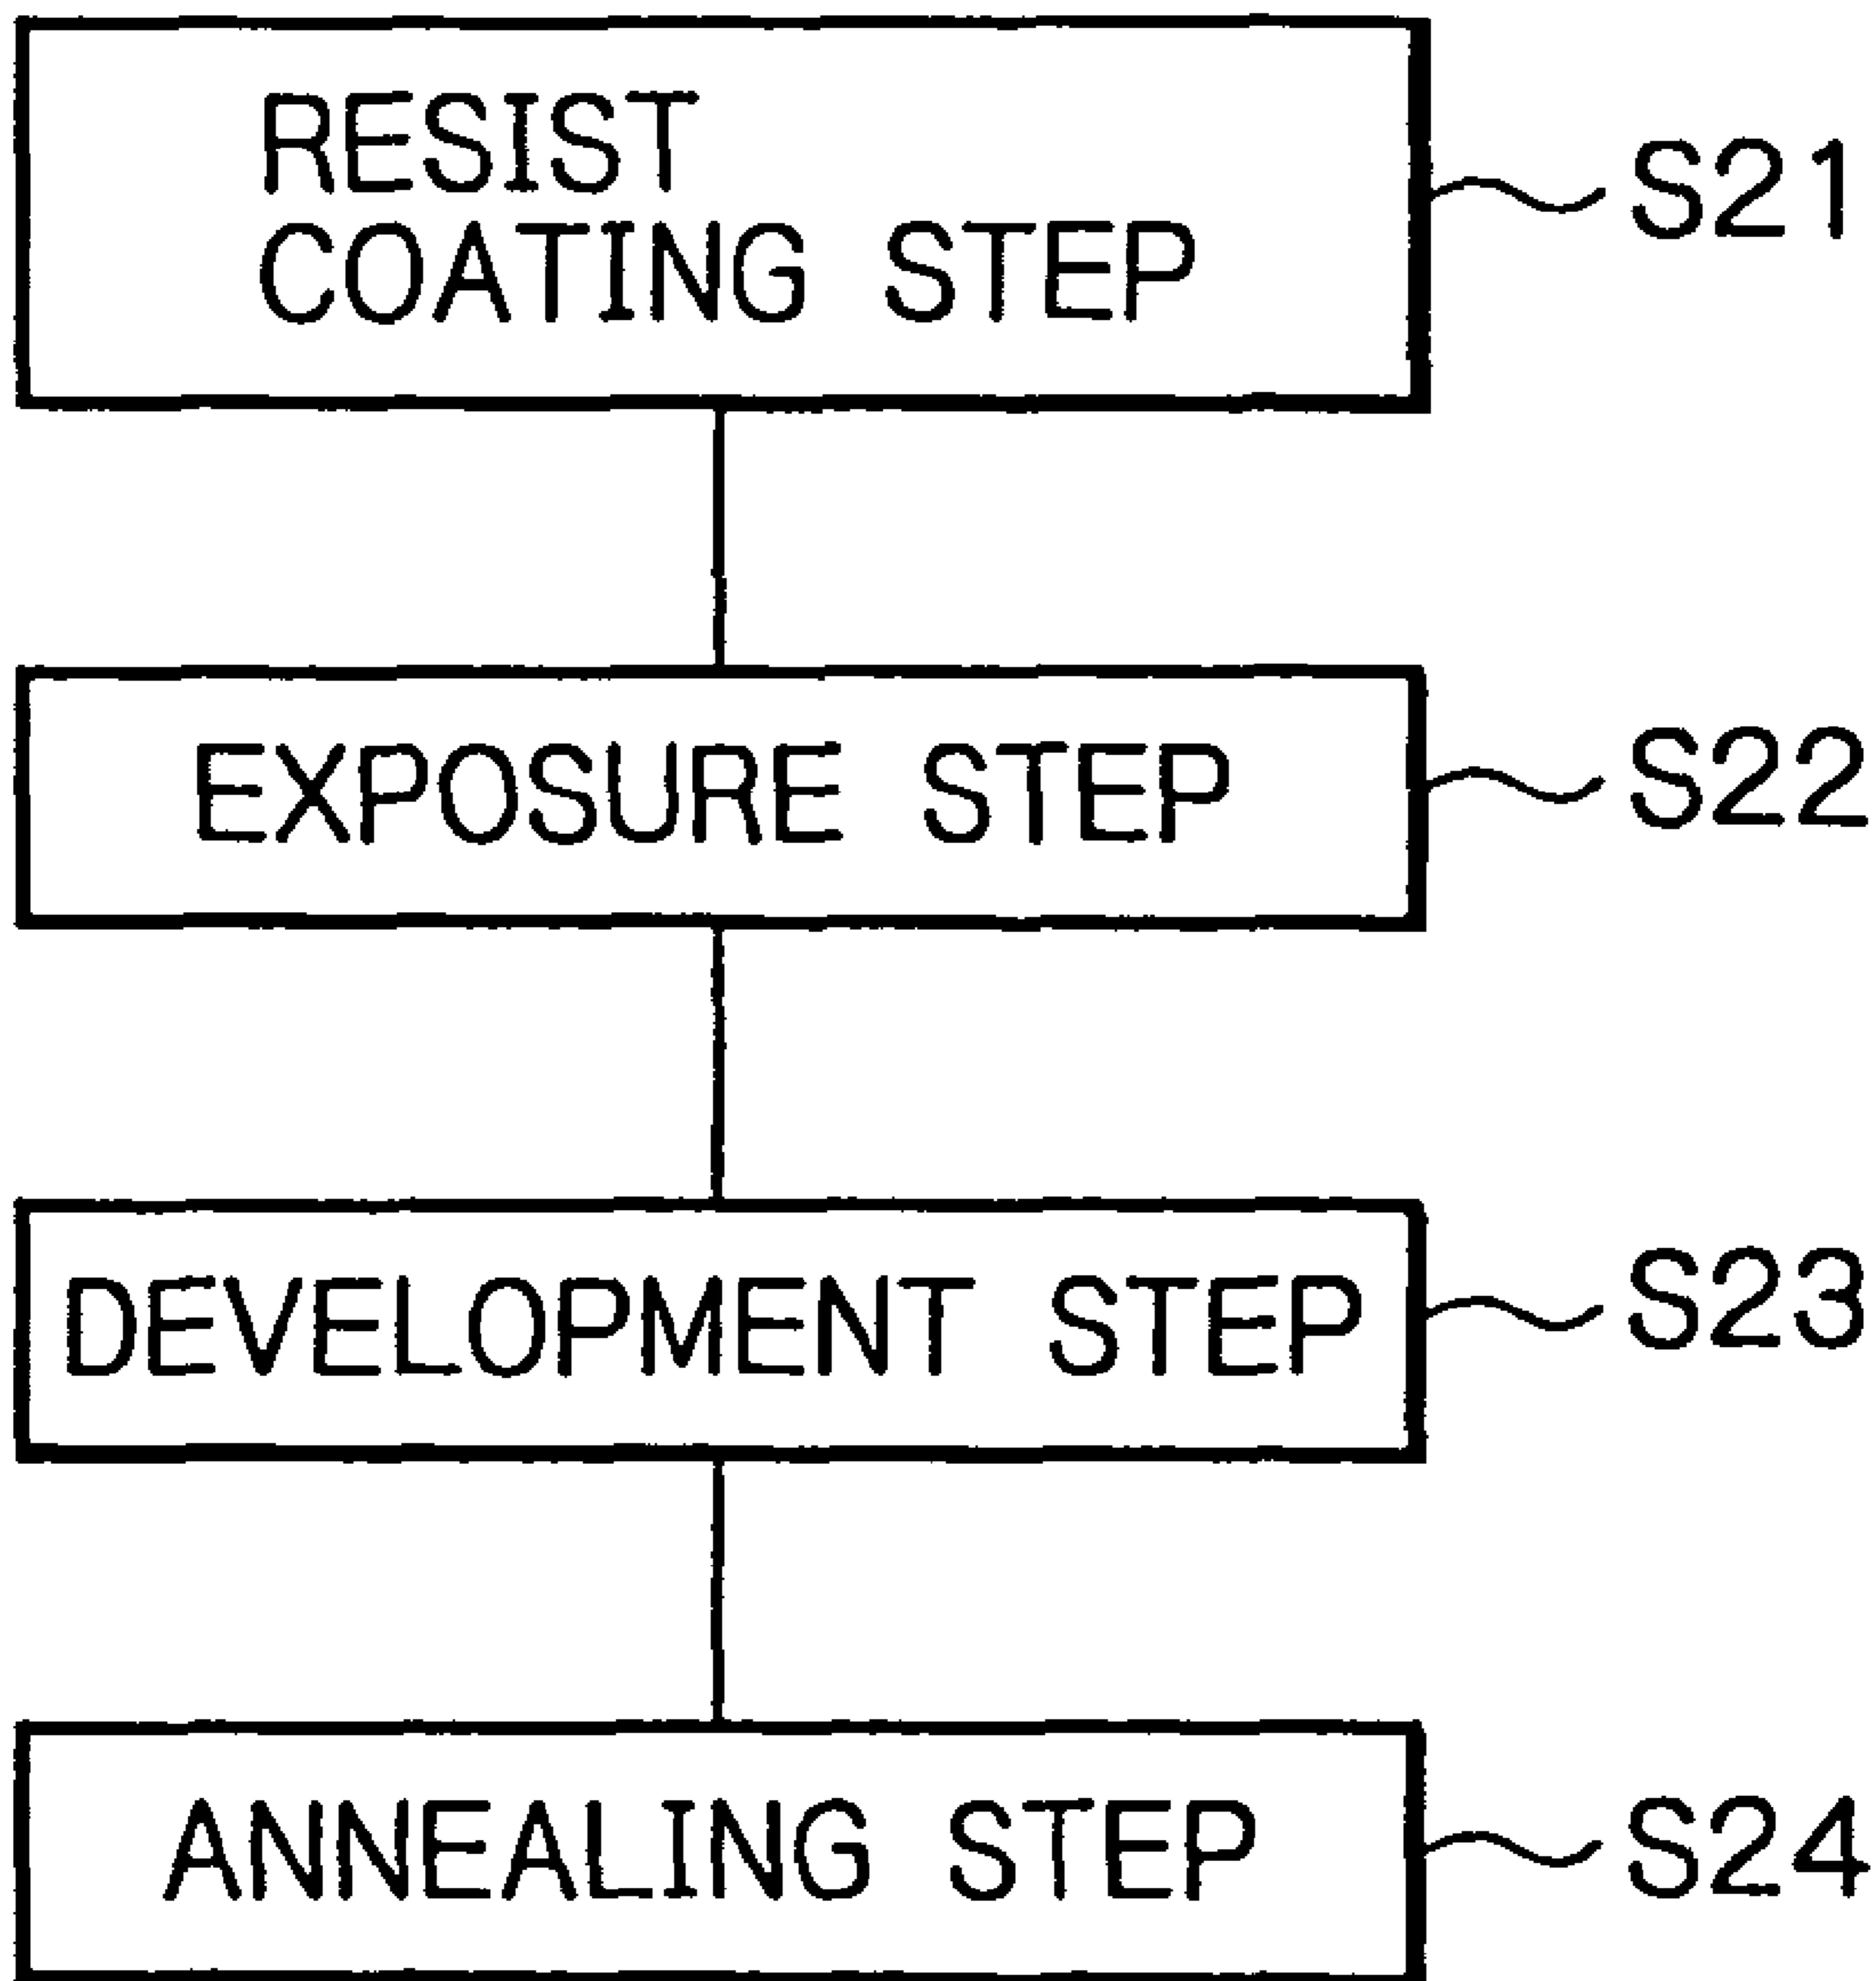 RESIST
COATING STEP
S21
EXPOSURE STEP
S22
DEVELOPMENT STEP
S23
ANNEALING STEP
S24